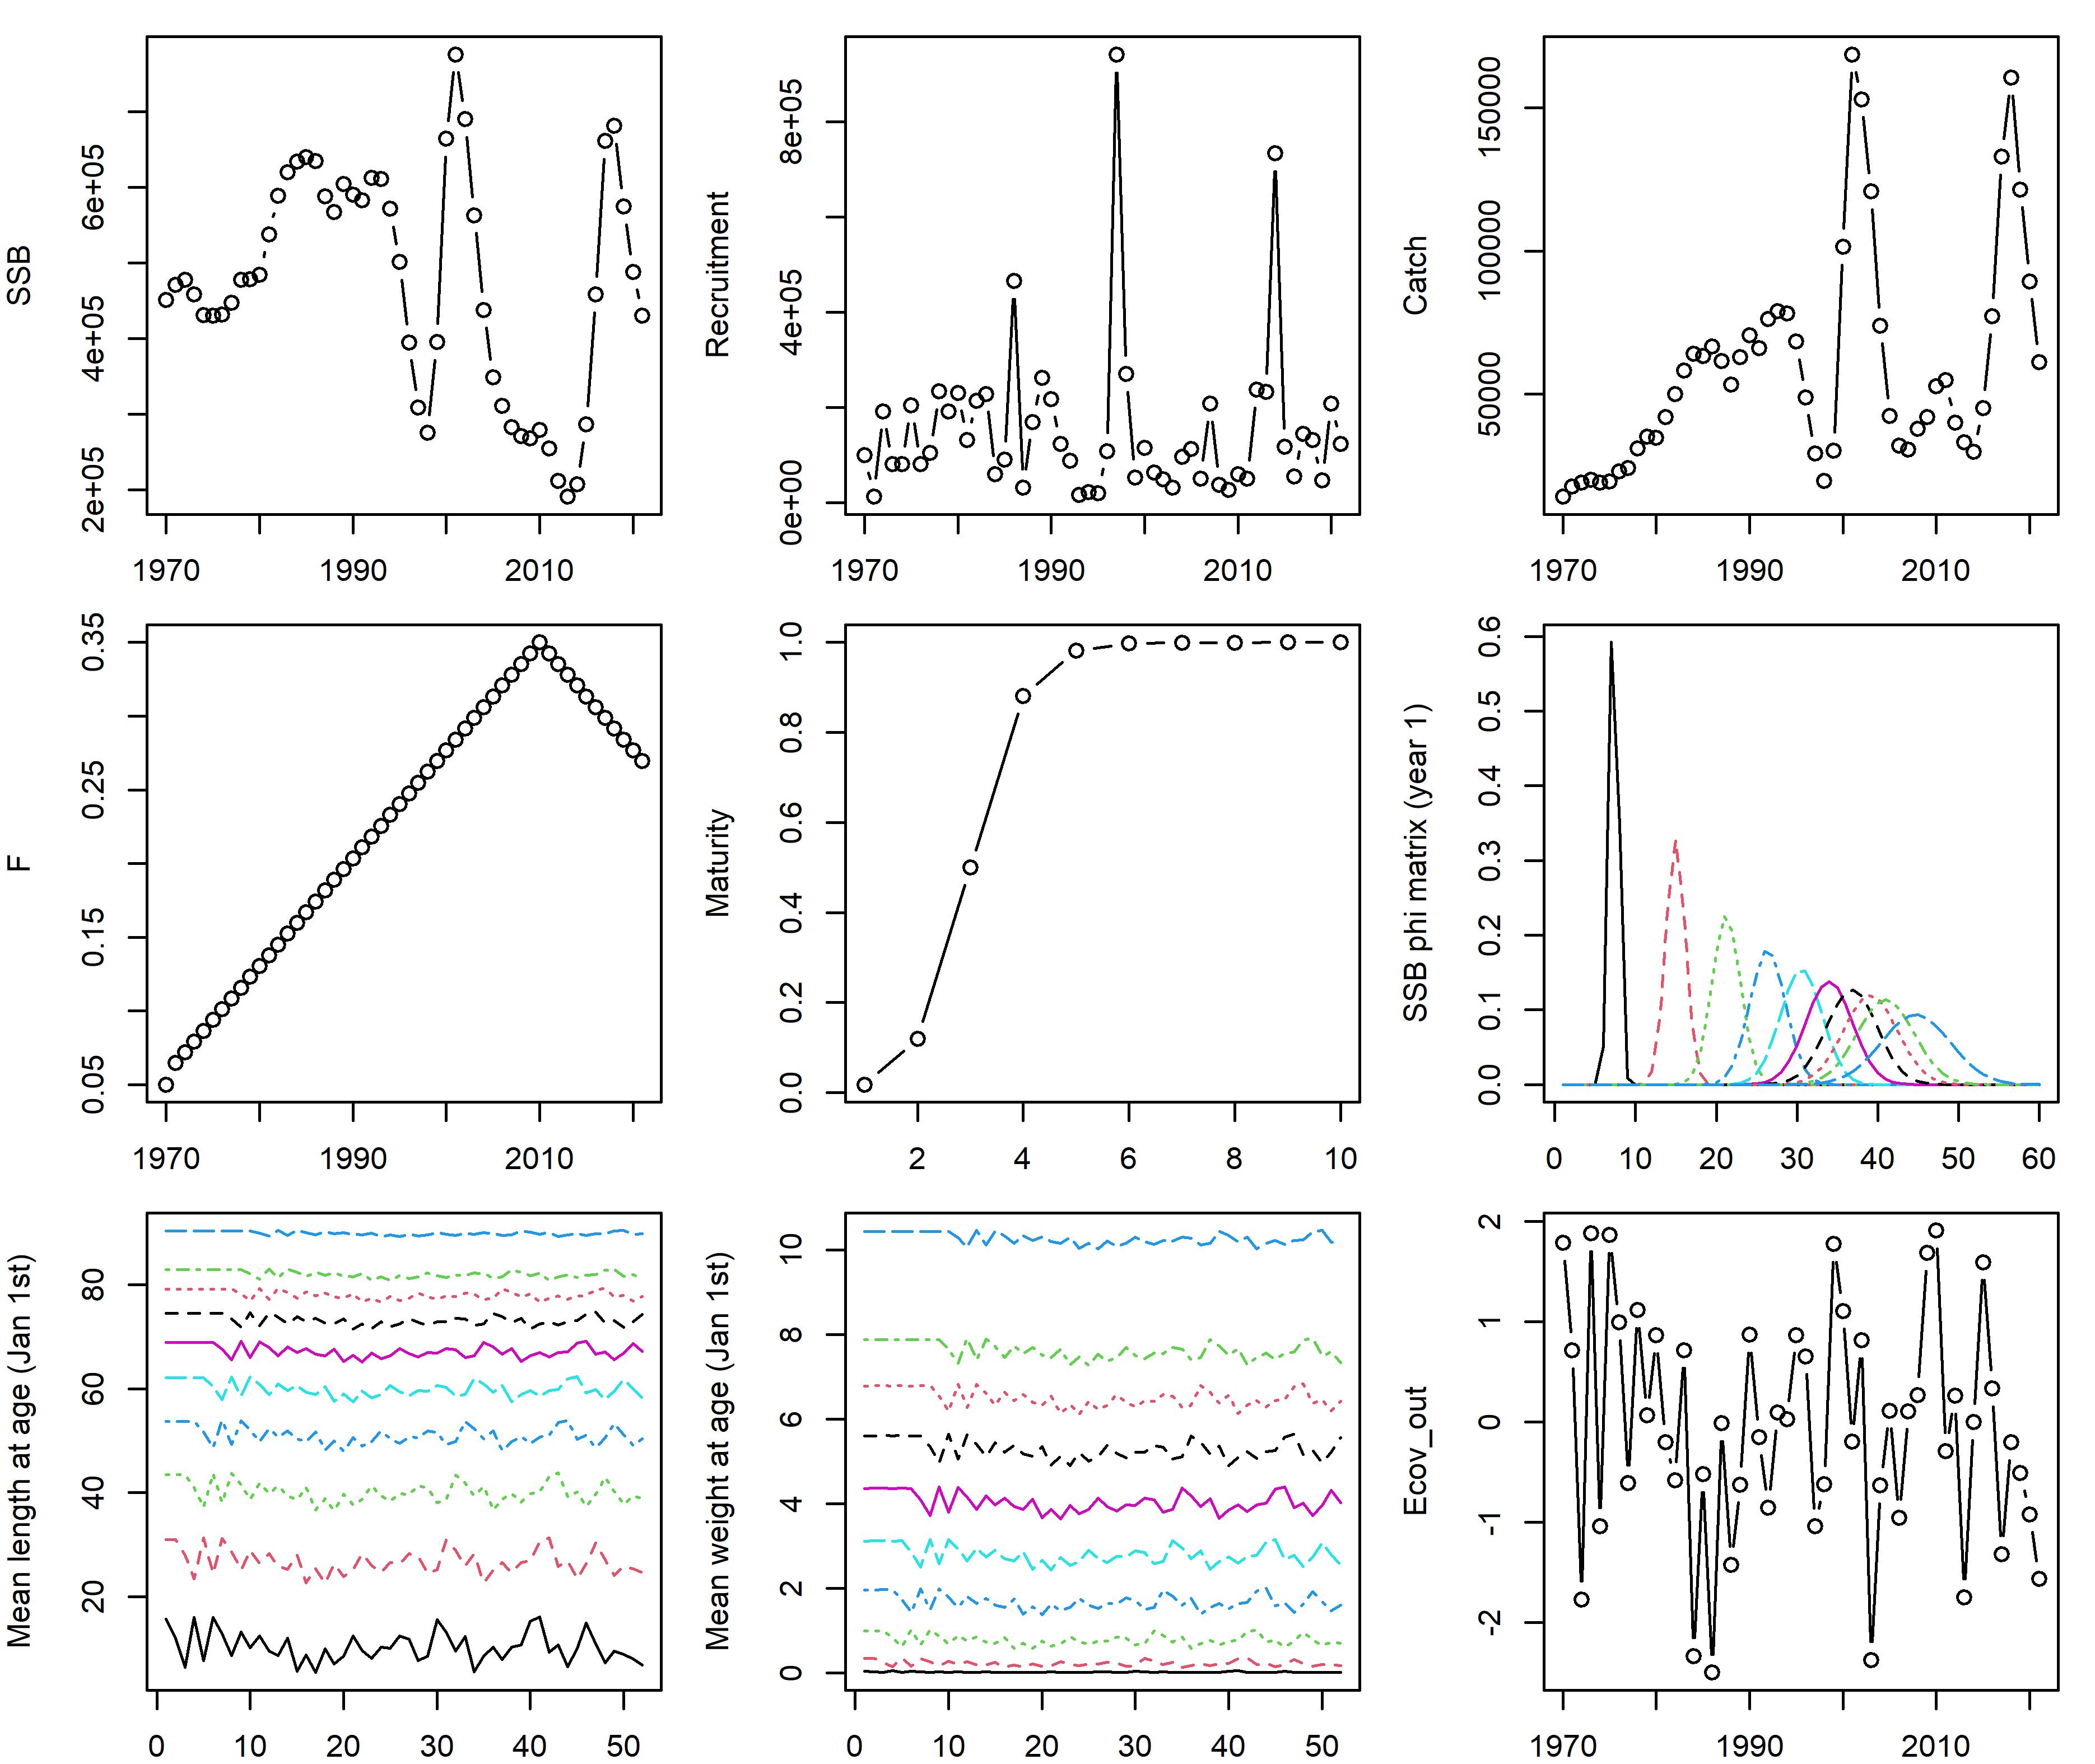 SSB
2e+05 4e+05 6e+05
1970 1990 2010
Recruitment
0e+00 4e+05 8e+05
1970 1990 2010
Catch
50000 100000 150000
1970 1990 2010
F
0.05 0.15 0.25 0.35
1970 1990 2010
Maturity
0.0 0.2 0.4 0.6 0.8 1.0
2 4 6 8 10
SSB phi matrix (year 1)
0.0 0.1 0.2 0.3 0.4 0.5 0.6
0 10 20 30 40 50 60
Mean length at age (Jan 1st)
20 40 60 80
0 10 20 30 40 50
Mean weight at age (Jan 1st)
0 2 4 6 8 10
0 10 20 30 40 50
Ecov_out
-2 -1 0 1 2
1970 1990 2010